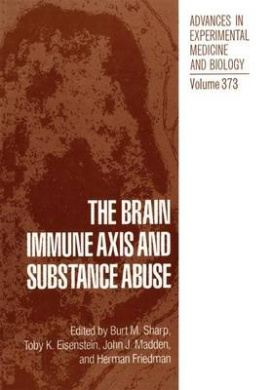 ADVANCES IN
EXPERIMENTAL
MEDICINE
AND BIOLOGY
Volume 373
THE BRAIN
IMMUNE AXIS AND
SUBSTANCE ABUSE
Edited by Burt M. Sharp,
Toby K. Eisenstein, John J. Madden,
and Herman Friedman